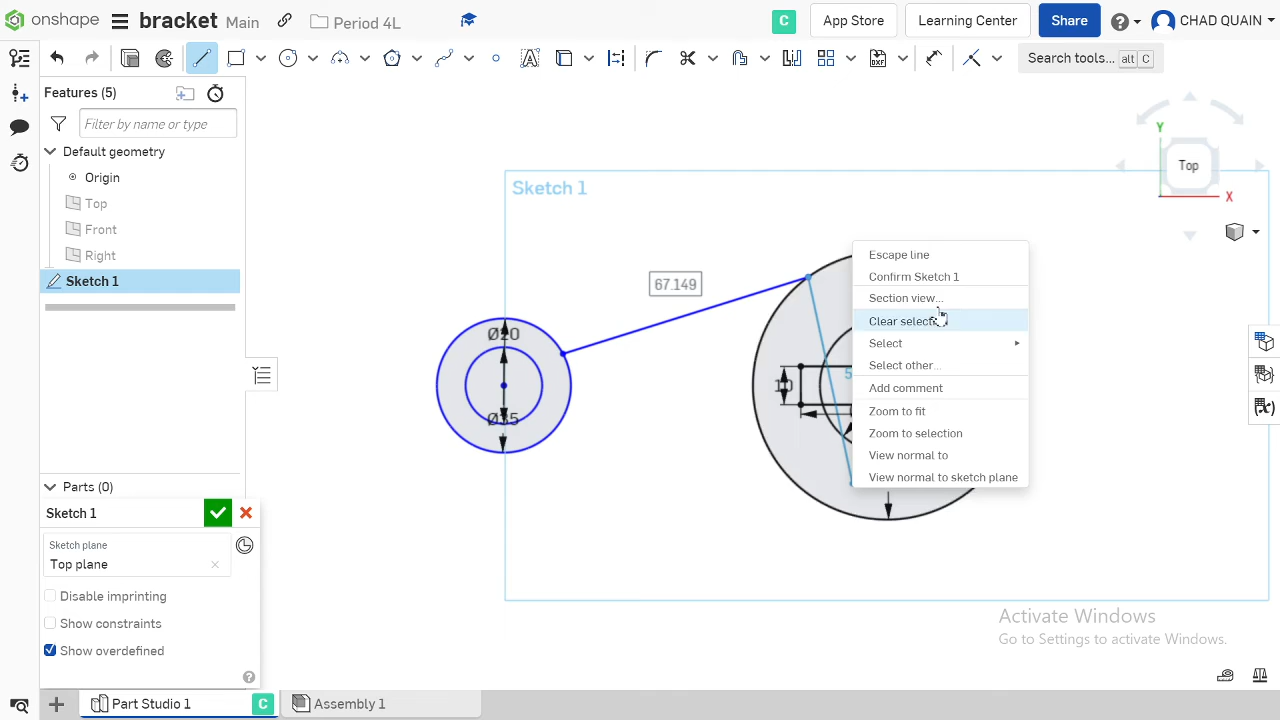 onshape
bracket Main
Period 4L
C
App Store
Learning Center
Share
CHAD QUAIN
Search tools... alt C
Features (5)
Filter by name or type
Default geometry
Origin
Top
Front
Right
Sketch 1
Parts (0)
Sketch 1
Sketch plane
Top plane
Disable imprinting
Show constraints
Show overdefined
Sketch 1
67.149
Ø20
10
5
Escape line
Confirm Sketch 1
Section view...
Select
Select other...
Add comment
Zoom to fit
Zoom to selection
View normal to
View normal to sketch plane
Y
Top
X
Activate Windows
Go to Settings to activate Windows.
Part Studio 1
C
Assembly 1